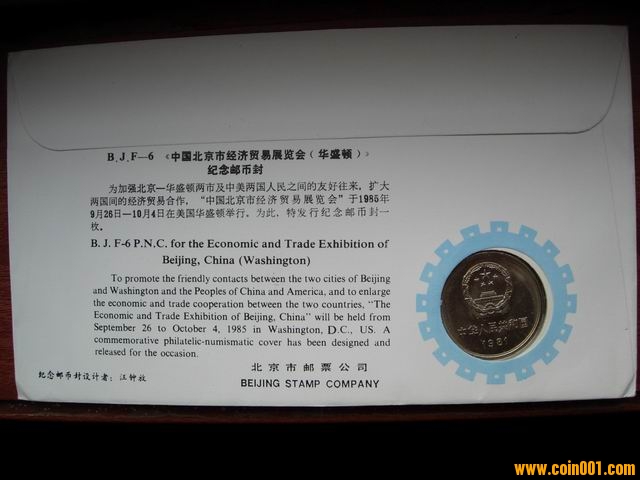 B.J.F—6 《中国北京市经济贸易展览会(华盛顿)》
纪念邮币封
为加强北京—华盛顿两市及中美两国人民之间的友好往来,扩大
两国间的经济贸易合作,“中国北京市经济贸易展览会”于1985年
9月26日—10月4日在美国华盛顿举行。为此,特发行纪念邮币封一
枚。
B. J. F-6 P.N.C. for the Economic and Trade Exhibition of
Beijing, China (Washington)
To promote the friendly contacts between the two cities of Beijing
and Washington and the Peoples of China and America, and to enlarge
the economic and trade cooperation between the two countries, "The
Economic and Trade Exhibition of Beijing, China" will be held from
September 26 to October 4, 1985 in Washington, D.C., US. A
commemorative philatelic-numismatic cover has been designed and
released for the occasion.
北京市邮票公司
BEIJING STAMP COMPANY
纪念邮币封设计者:汪钟放
中华人民共和国
1981
www.coin001.com